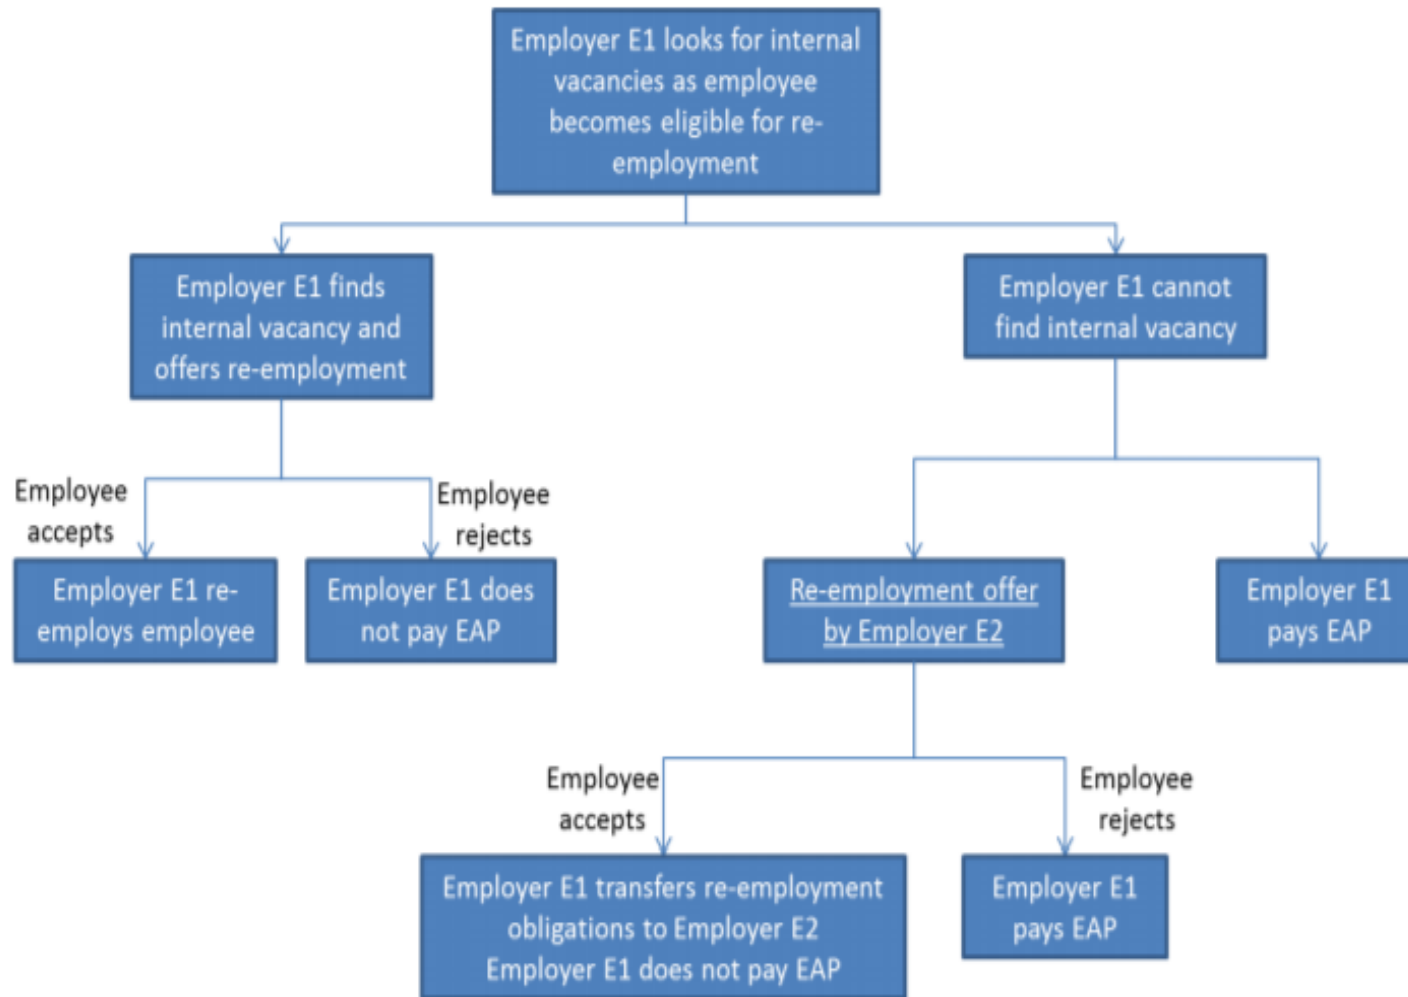 Employer E1 looks for internal
vacancies as employee
becomes eligible for re-
employment
Employer E1 finds
internal vacancy and
offers re-employment
Employer E1 cannot
find internal vacancy
Employee
accepts
Employee
rejects
Employer E1 re-
employs employee
Employer E1 does
not pay EAP
Re-employment offer
by Employer E2
Employer E1
pays EAP
Employee
accepts
Employee
rejects
Employer E1 transfers re-employment
obligations to Employer E2
Employer E1 does not pay EAP
Employer E1
pays EAP